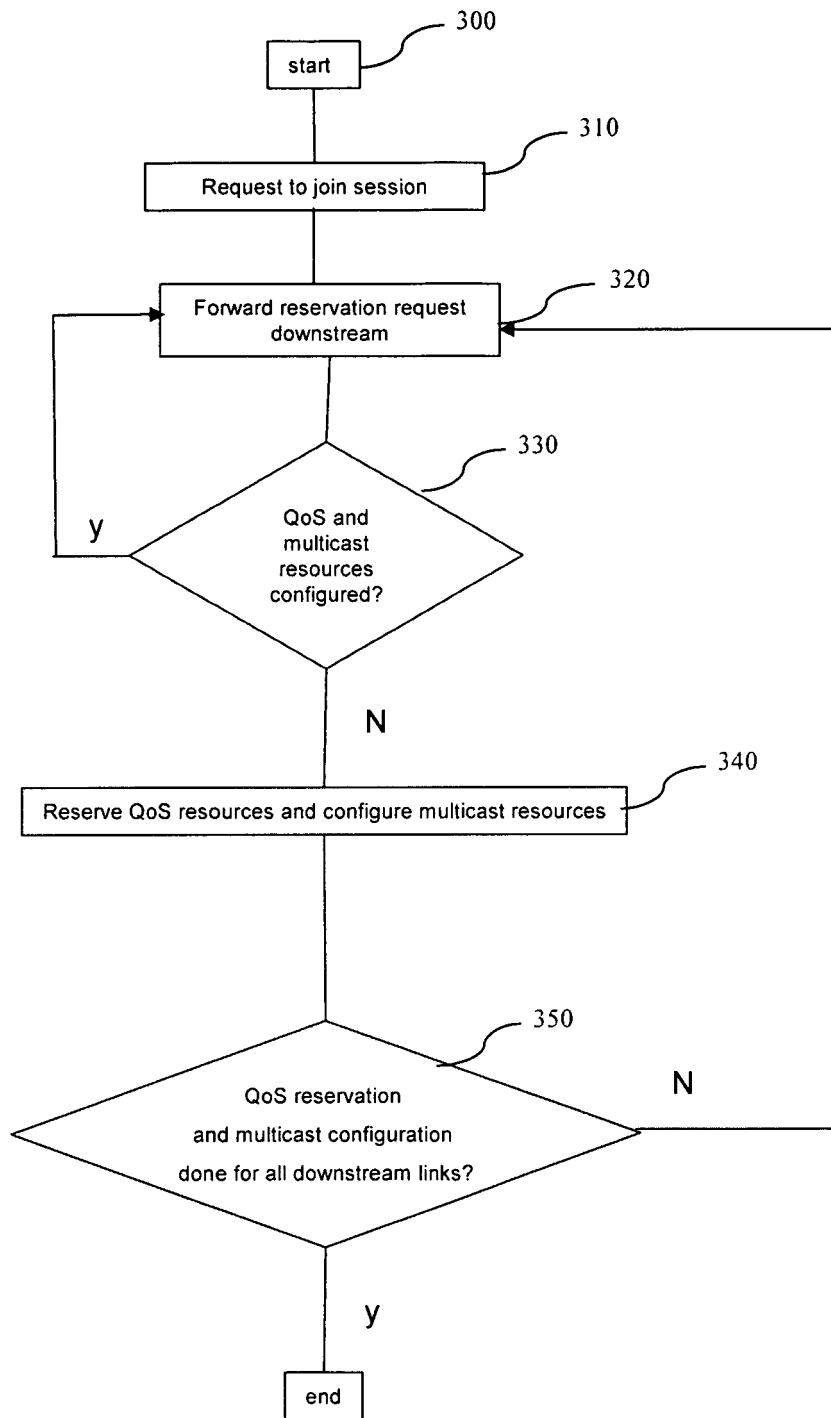 300
start
310
Request to join session
320
Forward reservation request
downstream
330
QoS and
multicast
resources
configured?
y
N
340
Reserve QoS resources and configure multicast resources
350
QoS reservation
and multicast configuration
done for all downstream links?
N
y
end